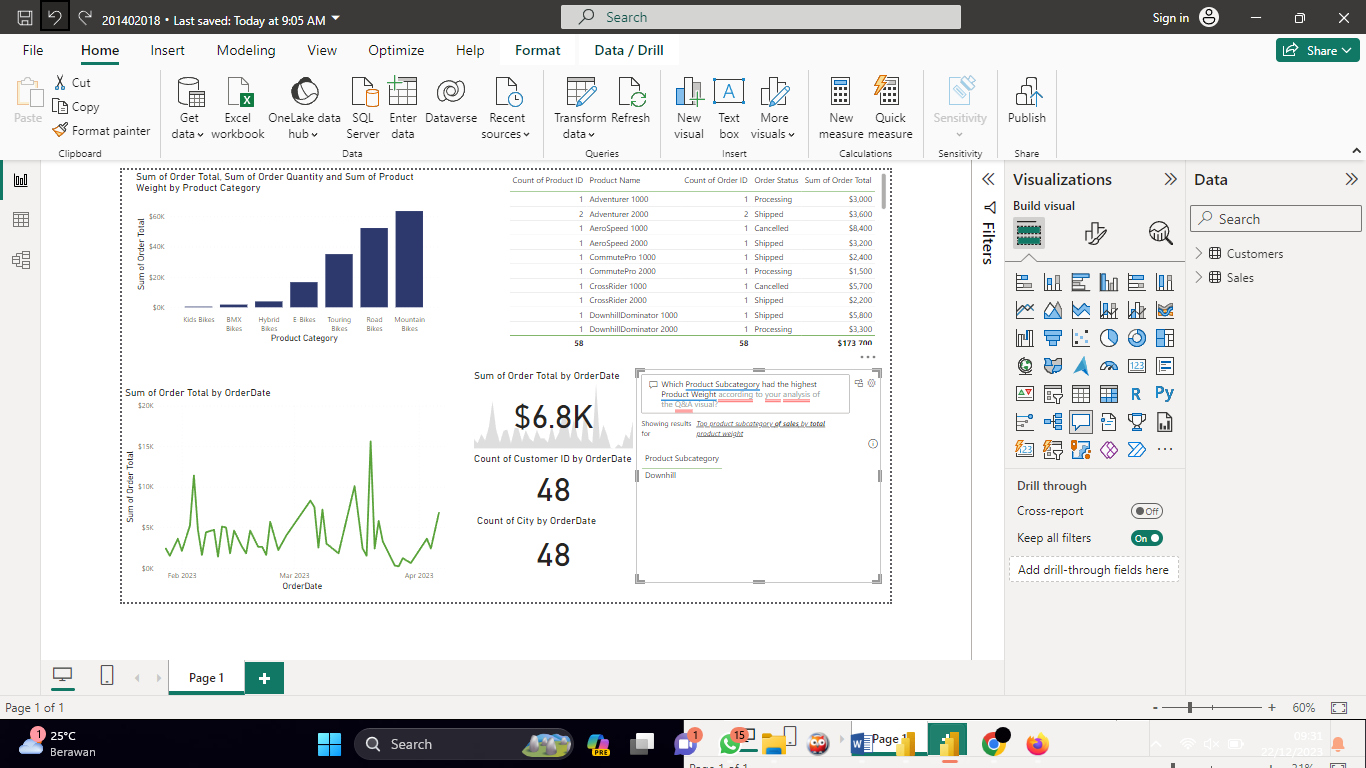 201402018 • Last saved: Today at 9:05 AM
Search
Sign in
File
Home
Insert
Modeling
View
Optimize
Help
Format
Data / Drill
Share
Paste
Cut
Copy
Format painter
Clipboard
Get data
Excel workbook
OneLake data hub
SQL Server
Enter data
Dataverse
Recent sources
Data
Transform data
Refresh
Queries
New visual
Text box
More visuals
Insert
New measure
Quick measure
Calculations
Sensitivity
Sensitivity
Publish
Share
Sum of Order Total, Sum of Order Quantity and Sum of Product
Weight by Product Category
Sum of Order Total
$60K
$40K
$20K
$0K
Kids Bikes
BMX Bikes
Hybrid Bikes
E Bikes
Touring Bikes
Road Bikes
Mountain Bikes
Product Category
Count of Product ID Product Name Count of Order ID Order Status Sum of Order Total
1 Adventurer 1000 1 Processing $3,000
2 Adventurer 2000 2 Shipped $3,600
1 AeroSpeed 1000 1 Cancelled $8,400
1 AeroSpeed 2000 1 Shipped $3,200
1 CommutePro 1000 1 Shipped $2,400
1 CommutePro 2000 1 Processing $1,500
1 CrossRider 1000 1 Cancelled $5,700
1 CrossRider 2000 1 Shipped $2,200
1 DownhillDominator 1000 1 Shipped $5,800
1 DownhillDominator 2000 1 Processing $3,300
58 58 $173,700
Sum of Order Total by OrderDate
Sum of Order Total
$20K
$15K
$10K
$5K
$0K
Feb 2023
Mar 2023
Apr 2023
OrderDate
Sum of Order Total by OrderDate
$6.8K
Count of Customer ID by OrderDate
48
Count of City by OrderDate
48
Which Product Subcategory had the highest
Product Weight according to your analysis of
the Q&A visual?
Showing results for
Top product subcategory of sales by total
product weight
Product Subcategory
Downhill
Filters
Visualizations
Build visual
R
Py
123
Drill through
Cross-report
Off
Keep all filters
On
Add drill-through fields here
Data
Search
Customers
Sales
Page 1
Page 1 of 1
60%
1
25°C
Berawan
Search
PRE
1
15
Page 1
09:31
22/12/2023
Page 1 of 1
21%